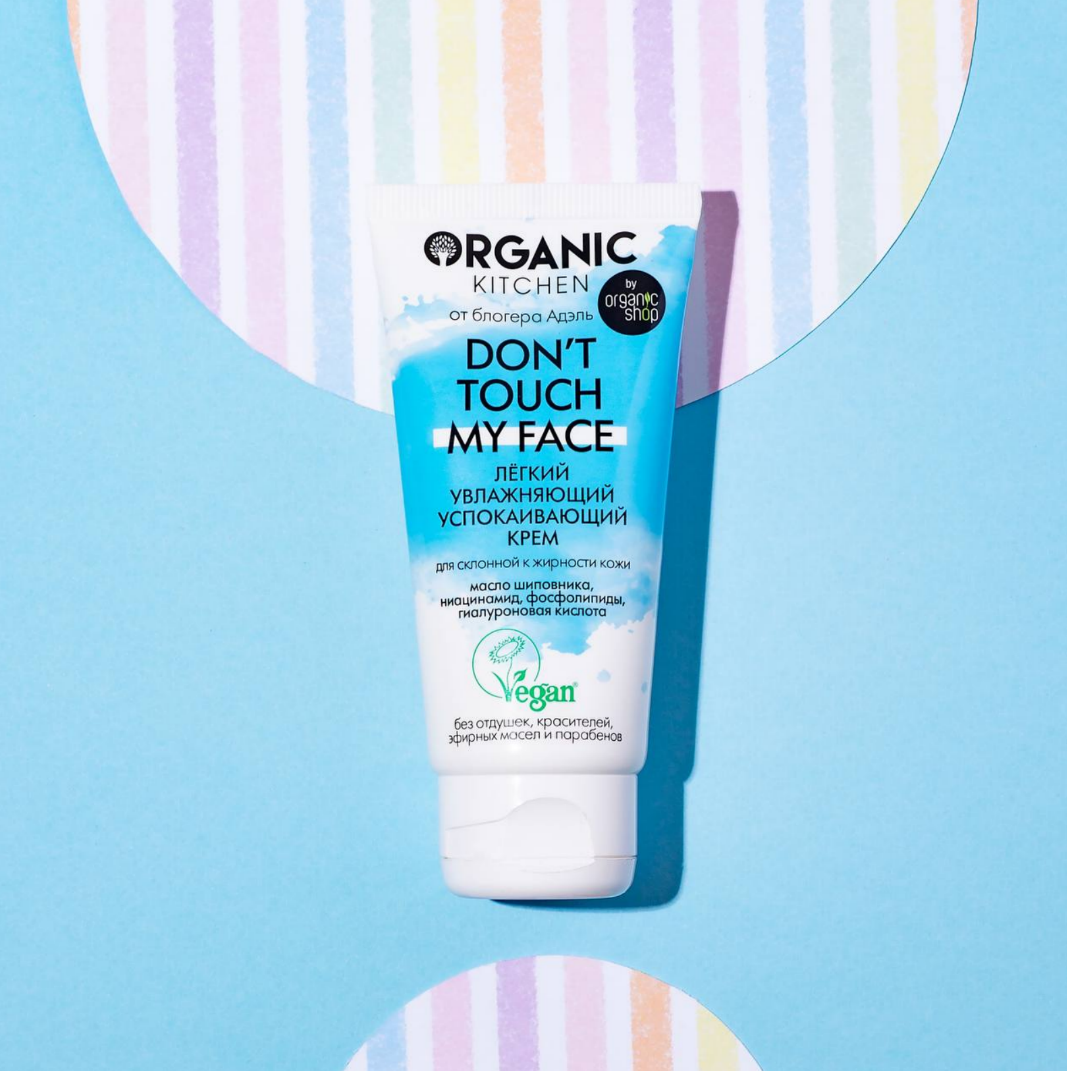 ORGANIC
KITCHEN
by
organic
shop
от блогера Адэль
DON'T
TOUCH
MY FACE
ЛЁГКИЙ
УВЛАЖНЯЮЩИЙ
УСПОКАИВАЮЩИЙ
КРЕМ
для склонной к жирности кожи
масло шиповника,
ниацинамид, фосфолипиды,
гиалуроновая кислота
Vegan®
без отдушек, красителей,
эфирных масел и парабенов